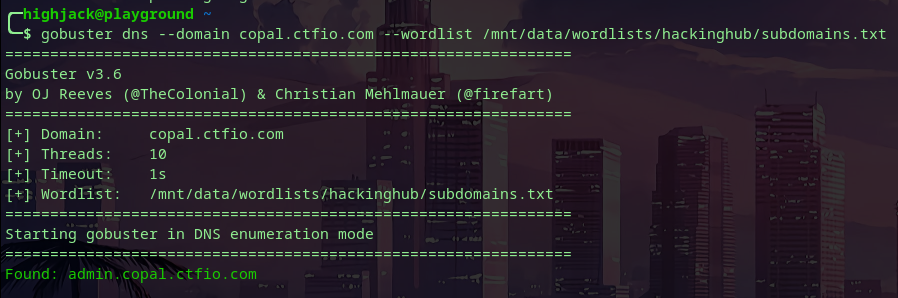 highjack@playground ~
$ gobuster dns --domain copal.ctfio.com --wordlist /mnt/data/wordlists/hackinghub/subdomains.txt
===============================================================
Gobuster v3.6
by OJ Reeves (@TheColonial) & Christian Mehlmauer (@firefart)
===============================================================
[+] Domain:     copal.ctfio.com
[+] Threads:    10
[+] Timeout:    1s
[+] Wordlist:   /mnt/data/wordlists/hackinghub/subdomains.txt
===============================================================
Starting gobuster in DNS enumeration mode
===============================================================
Found: admin.copal.ctfio.com